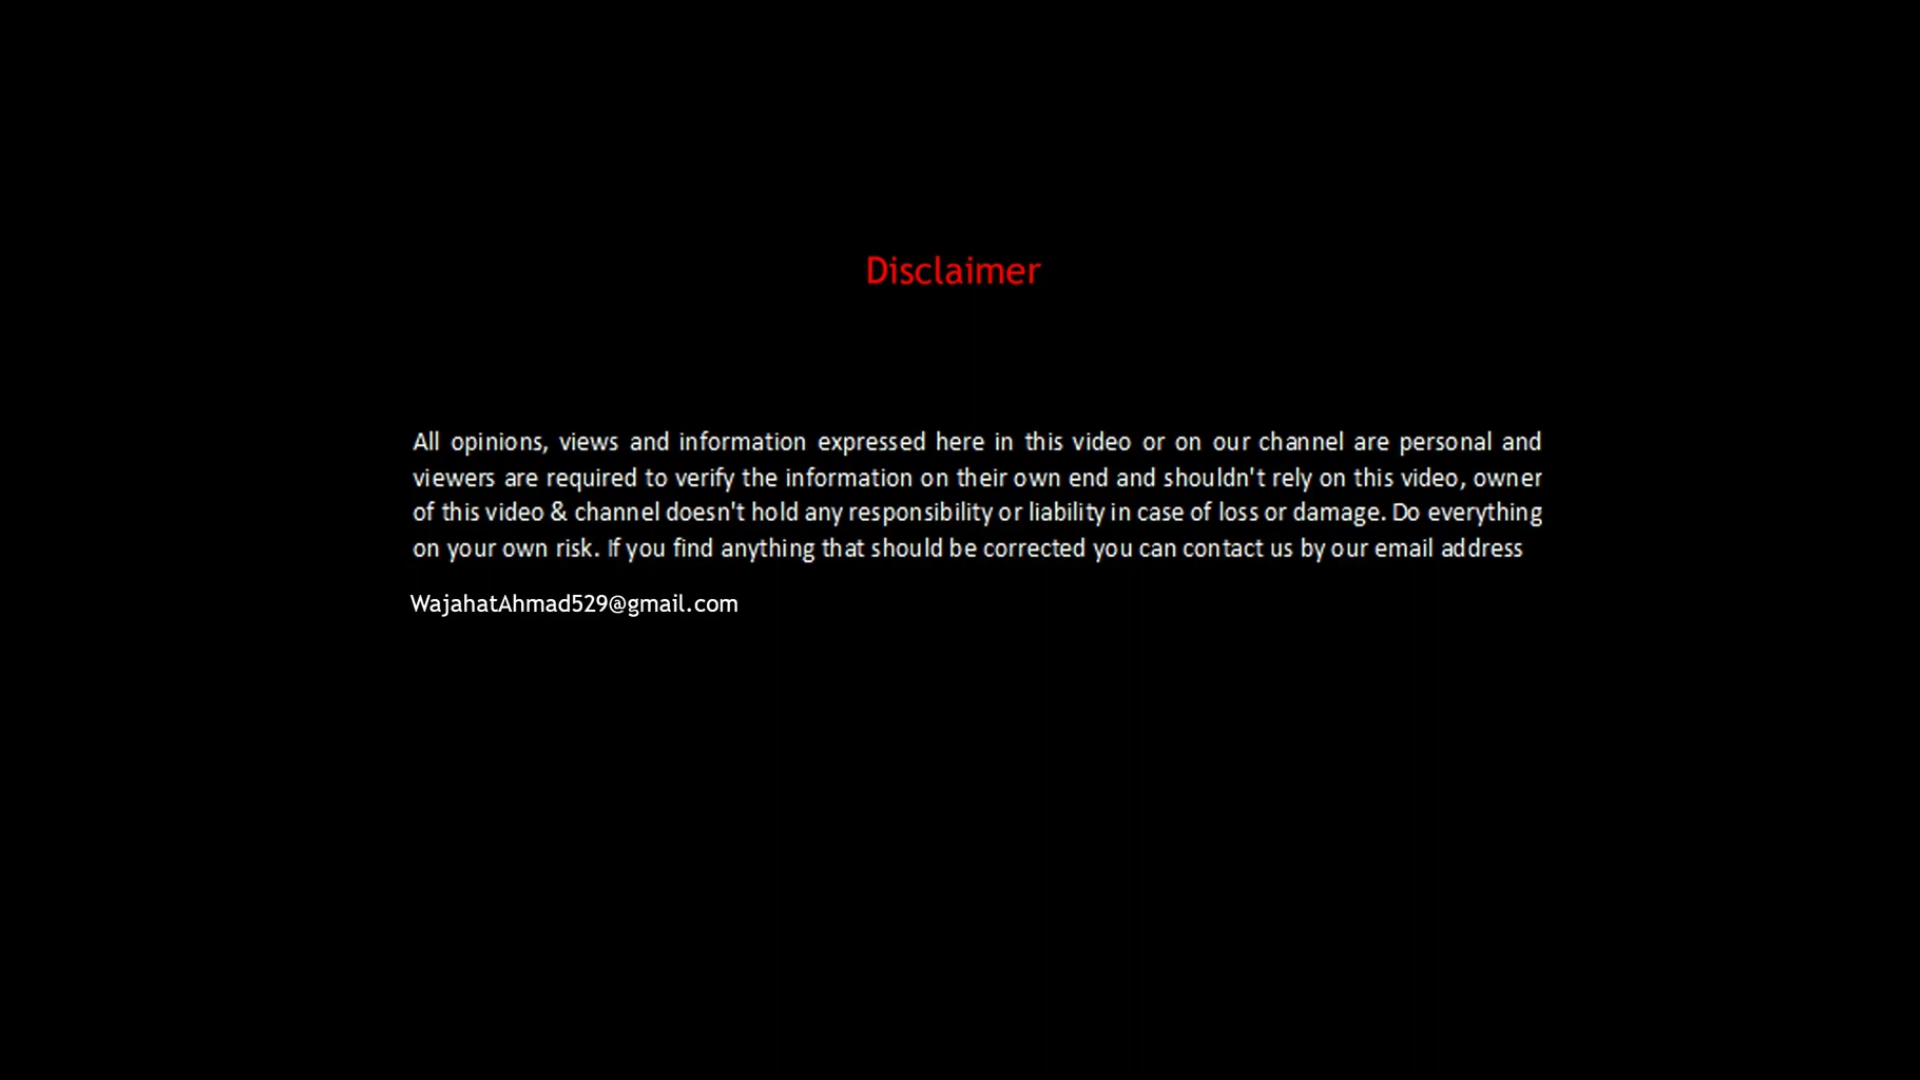 Disclaimer
All opinions, views and information expressed here in this video or on our channel are personal and
viewers are required to verify the information on their own end and shouldn't rely on this video, owner
of this video & channel doesn't hold any responsibility or liability in case of loss or damage. Do everything
on your own risk. If you find anything that should be corrected you can contact us by our email address
WajahatAhmad529@gmail.com